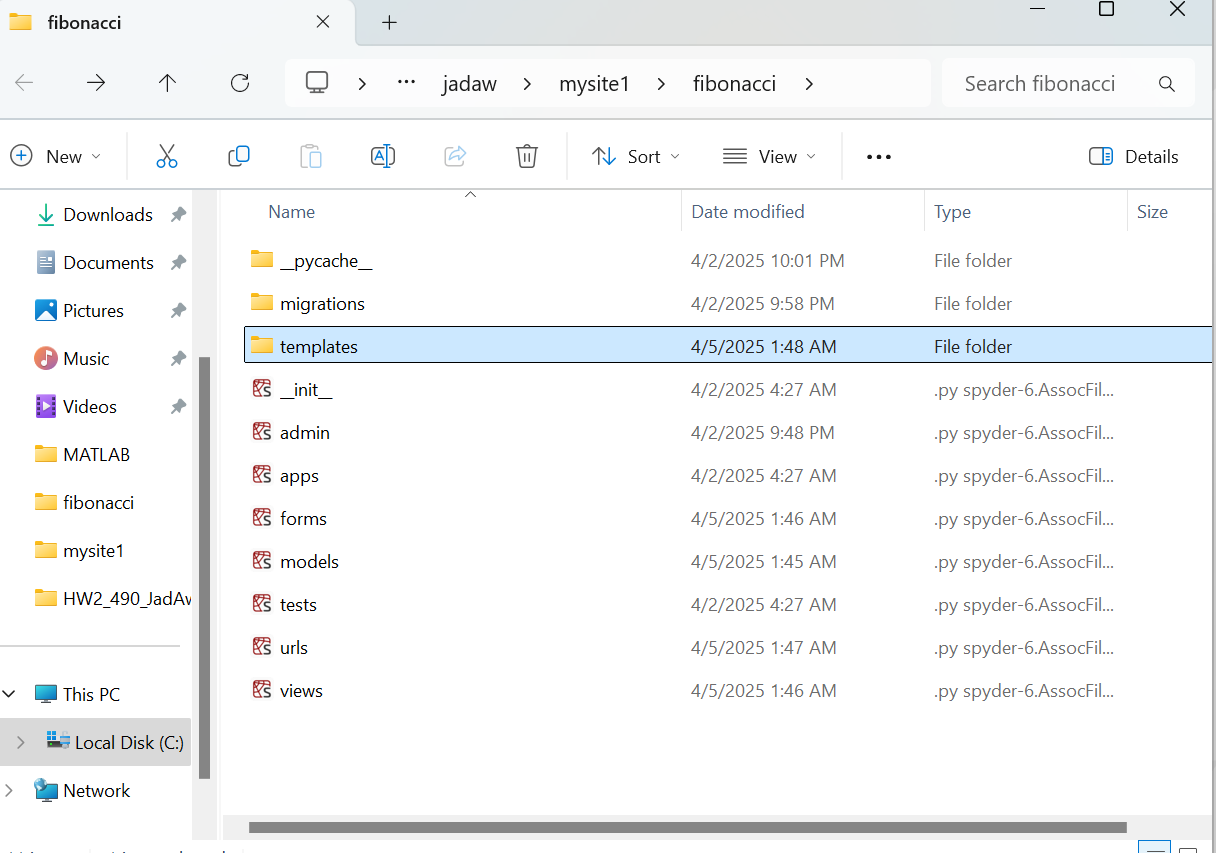 fibonacci
jadaw
mysite1
fibonacci
Search fibonacci
New
Sort
View
Details
Downloads
Documents
Pictures
Music
Videos
MATLAB
fibonacci
mysite1
HW2_490_JadAw
This PC
Local Disk (C:)
Network
Name Date modified Type Size
__pycache__ 4/2/2025 10:01 PM File folder
migrations 4/2/2025 9:58 PM File folder
templates 4/5/2025 1:48 AM File folder
__init__ 4/2/2025 4:27 AM .py spyder-6.AssocFil...
admin 4/2/2025 9:48 PM .py spyder-6.AssocFil...
apps 4/2/2025 4:27 AM .py spyder-6.AssocFil...
forms 4/5/2025 1:46 AM .py spyder-6.AssocFil...
models 4/5/2025 1:45 AM .py spyder-6.AssocFil...
tests 4/2/2025 4:27 AM .py spyder-6.AssocFil...
urls 4/5/2025 1:47 AM .py spyder-6.AssocFil...
views 4/5/2025 1:46 AM .py spyder-6.AssocFil...